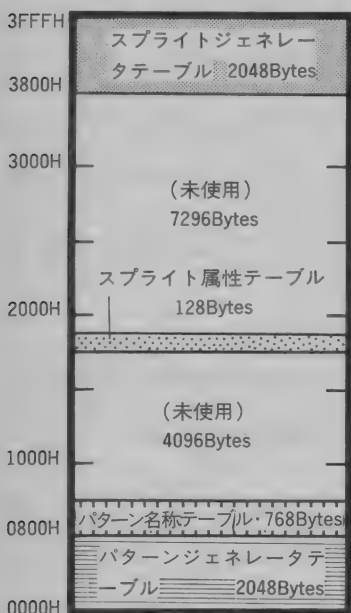 3FFFH
スプライトジェネレー
タテーブル 2048Bytes
3800H
3000H
(未使用)
7296Bytes
スプライト属性テーブル
128Bytes
2000H
(未使用)
4096Bytes
1000H
パターン名称テーブル・768Bytes
0800H
パターンジェネレータテ
ーブル 2048Bytes
0000H